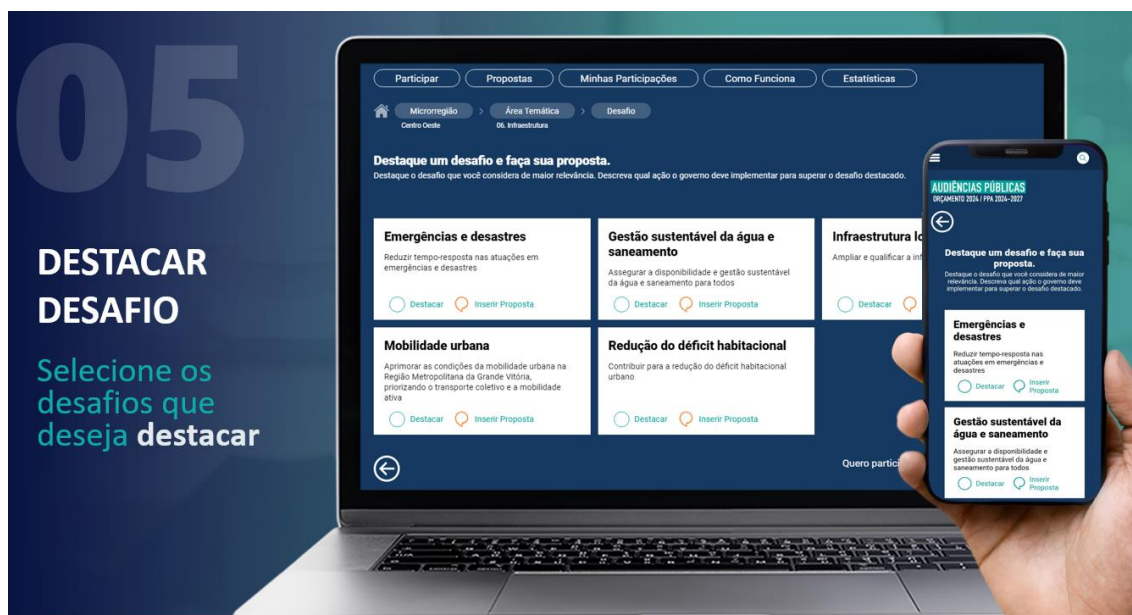 05
DESTACAR
DESAFIO
Selecione os
desafios que
deseja destacar
Participar
Propostas
Minhas Participações
Como Funciona
Estatísticas
Microrregião > Área Temática > Desafio
Centro Oeste
06. Infraestrutura
Destaque um desafio e faça sua proposta.
Destaque o desafio que você considera de maior relevância. Descreva qual ação o governo deve implementar para superar o desafio destacado.
Emergências e desastres
Reduzir tempo-resposta nas atuações em
emergências e desastres
Destacar
Inserir Proposta
Gestão sustentável da água e
saneamento
Assegurar a disponibilidade e gestão sustentável
da água e saneamento para todos
Destacar
Inserir Proposta
Infraestrutura
Ampliar e qualificar a
Destacar
Mobilidade urbana
Aprimorar as condições da mobilidade urbana na
Região Metropolitana da Grande Vitória,
priorizando o transporte coletivo e a mobilidade
ativa
Destacar
Inserir Proposta
Redução do déficit habitacional
Contribuir para a redução do déficit habitacional
urbano
Destacar
Inserir Proposta
Quero
AUDIÊNCIAS PÚBLICAS
ORÇAMENTO 2024 / PPA 2024-2027
Destaque um desafio e faça sua
proposta.
Destaque o desafio que você considera de maior
relevância. Descreva qual ação o governo deve
implementar para superar o desafio destacado.
Emergências e
desastres
Reduzir tempo-resposta nas
atuações em emergências e
desastres
Destacar
Inserir
Proposta
Gestão sustentável da
água e saneamento
Assegurar a disponibilidade e
gestão sustentável da água e
saneamento para todos
Destacar
Inserir
Proposta